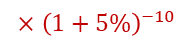 × (1 + 5%)⁻¹⁰